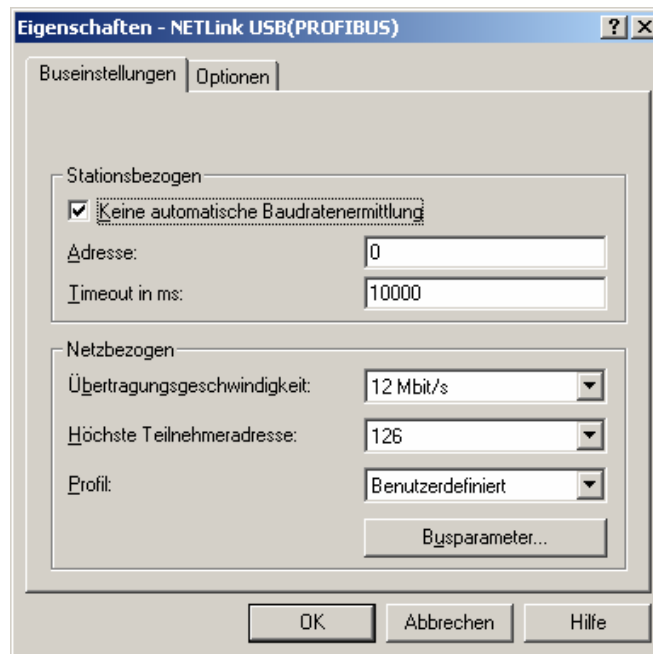 Eigenschaften - NETLink USB(PROFIBUS)
Buseinstellungen Optionen
Stationsbezogen
Keine automatische Baudratenermittlung
Adresse: 0
Timeout in ms: 10000
Netzbezogen
Übertragungsgeschwindigkeit: 12 Mbit/s
Höchste Teilnehmeradresse: 126
Profil: Benutzerdefiniert
Busparameter...
OK Abbrechen Hilfe